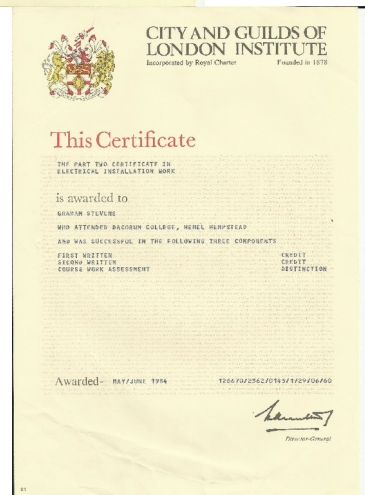 CITY AND GUILDS OF
LONDON INSTITUTE
Incorporated by Royal Charter Founded in 1878
This Certificate
THE PART TWO CERTIFICATE IN
ELECTRICAL INSTALLATION WORK
is awarded to
GRAHAM STEVENS
WHO ATTENDED DACORUM COLLEGE, HEMEL HEMPSTEAD
AND WAS SUCCESSFUL IN THE FOLLOWING THREE COMPONENTS
FIRST WRITTEN CREDIT
SECOND WRITTEN CREDIT
COURSE WORK ASSESSMENT DISTINCTION
Awarded- MAY/JUNE 1984
Director-General